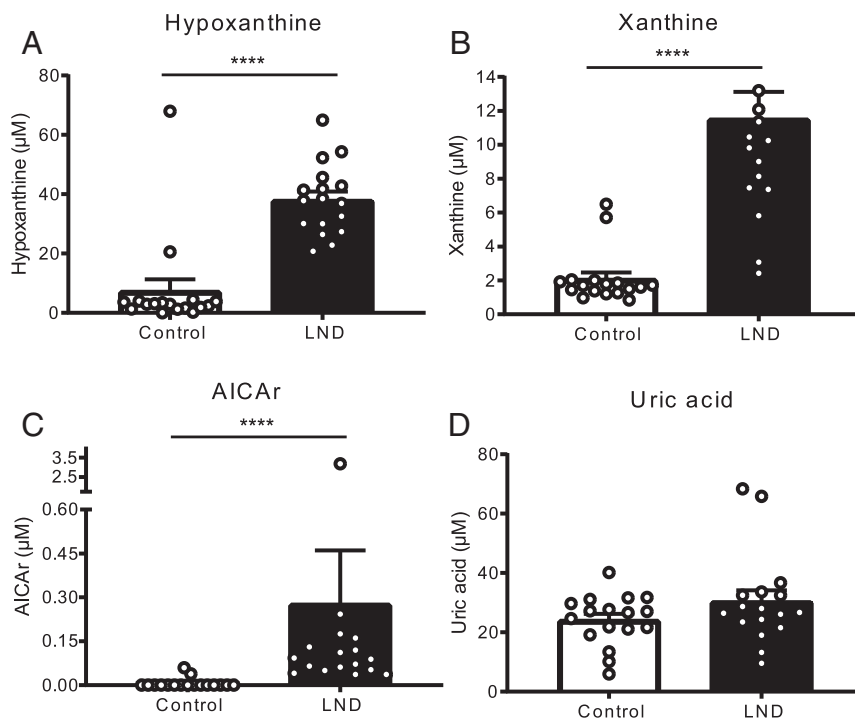 A
Hypoxanthine
****
80
60
40
20
0
Hypoxanthine (µM)
Control
LND
B
Xanthine
****
14
12
10
8
6
4
2
0
Xanthine (µM)
Control
LND
C
AICAr
****
3.5
2.5
0.60
0.45
0.30
0.15
0.00
AICAr (µM)
Control
LND
D
Uric acid
80
60
40
20
0
Uric acid (µM)
Control
LND